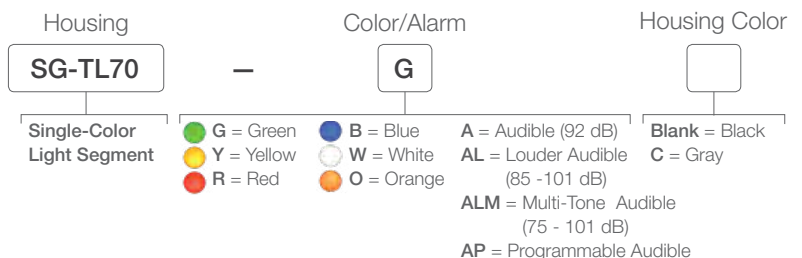 Housing
Color/Alarm
Housing Color
SG-TL70
–
G
Single-Color
Light Segment
G = Green
Y = Yellow
R = Red
B = Blue
W = White
O = Orange
A = Audible (92 dB)
AL = Louder Audible
(85 -101 dB)
ALM = Multi-Tone Audible
(75 - 101 dB)
AP = Programmable Audible
Blank = Black
C = Gray